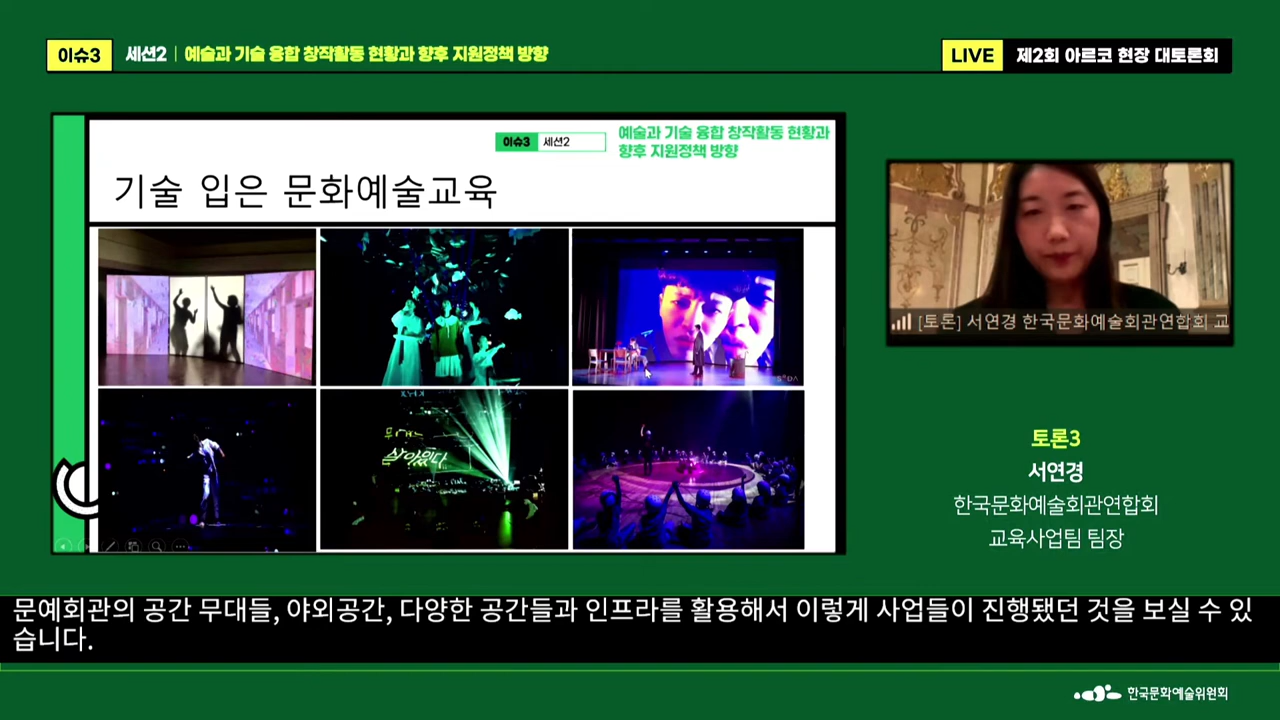 이슈3 세션2 | 예술과 기술 융합 창작활동 현황과 향후 지원정책 방향
LIVE 제2회 아르코 현장 대토론회
이슈3 세션2 예술과 기술 융합 창작활동 현황과
향후 지원정책 방향
기술 입은 문화예술교육
살아있다
[토론] 서연경 한국문화예술회관연합회 교
토론3
서연경
한국문화예술회관연합회
교육사업팀 팀장
문예회관의 공간 무대들, 야외공간, 다양한 공간들과 인프라를 활용해서 이렇게 사업들이 진행됐던 것을 보실 수 있
습니다.
한국문화예술위원회